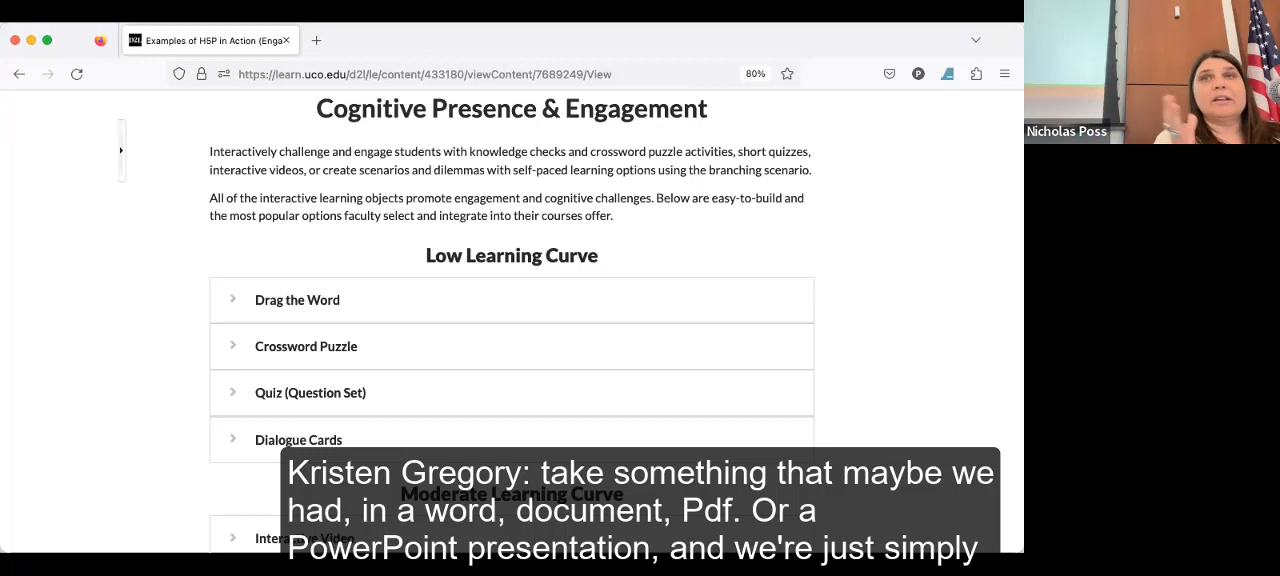 Examples of H5P in Action (Enga
https://learn.uco.edu/d2l/le/content/433180/viewContent/7689249/View
80%
P
Nicholas Poss
Cognitive Presence & Engagement
Interactively challenge and engage students with knowledge checks and crossword puzzle activities, short quizzes,
interactive videos, or create scenarios and dilemmas with self-paced learning options using the branching scenario.
All of the interactive learning objects promote engagement and cognitive challenges. Below are easy-to-build and
the most popular options faculty select and integrate into their courses offer.
Low Learning Curve
Drag the Word
Crossword Puzzle
Quiz (Question Set)
Dialogue Cards
Moderate Learning Curve
Interactive Video
Kristen Gregory: take something that maybe we
had, in a word, document, Pdf. Or a
PowerPoint presentation, and we're just simply